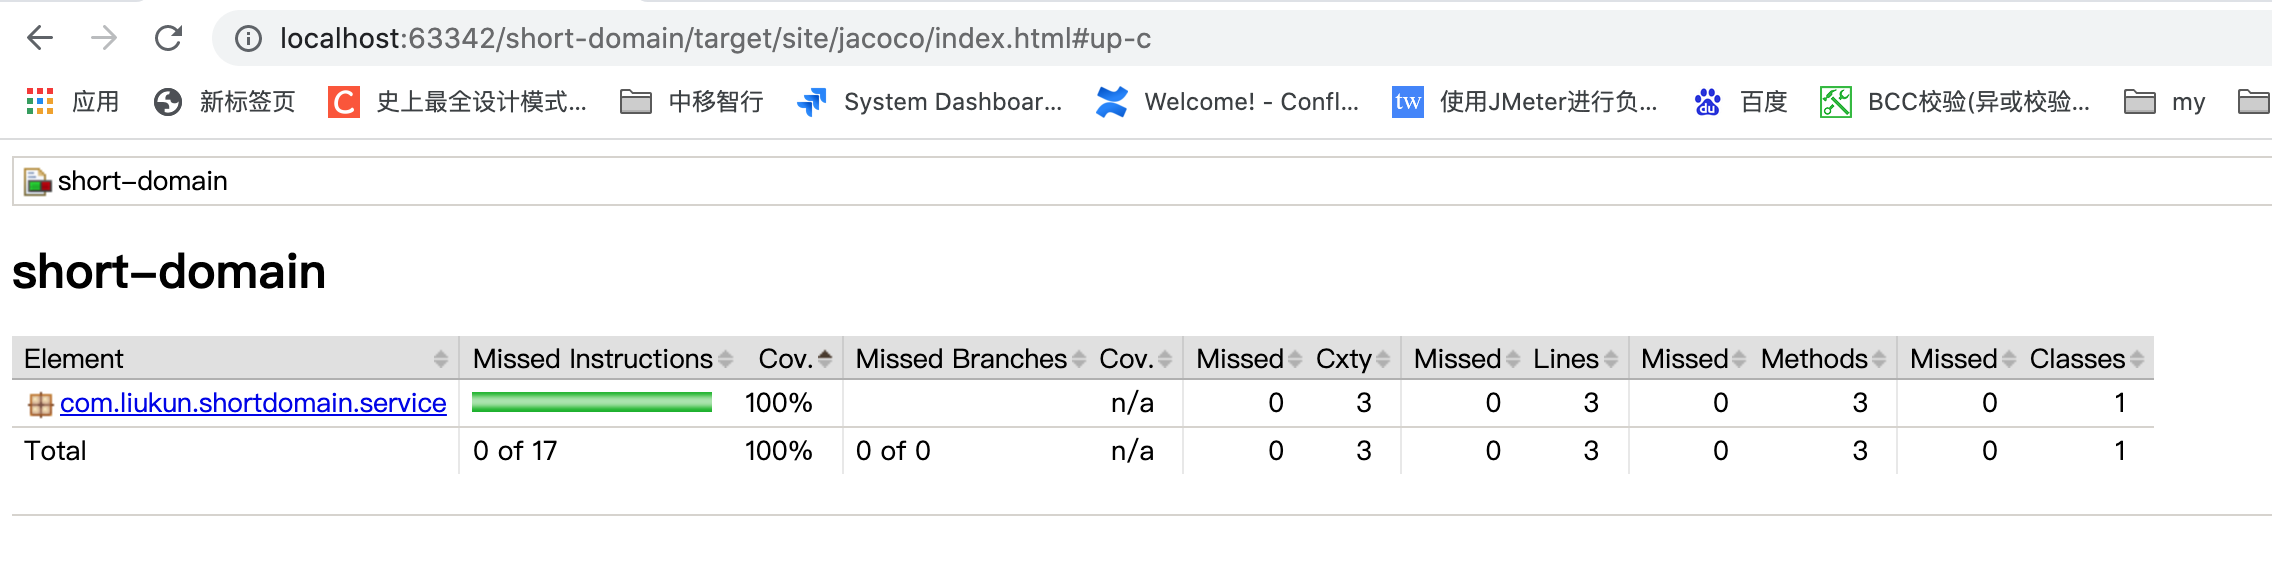 localhost:63342/short-domain/target/site/jacoco/index.html#up-c
应用 新标签页 C 史上最全设计模式... 中移智行 System Dashboar... Welcome! - Confl... tw 使用JMeter进行负... du 百度 BCC校验(异或校验... my
short-domain
short-domain
Element Missed Instructions Cov. Missed Branches Cov. Missed Cxty Missed Lines Missed Methods Missed Classes
com.liukun.shortdomain.service 100% n/a 0 3 0 3 0 3 0 1
Total 0 of 17 100% 0 of 0 n/a 0 3 0 3 0 3 0 1